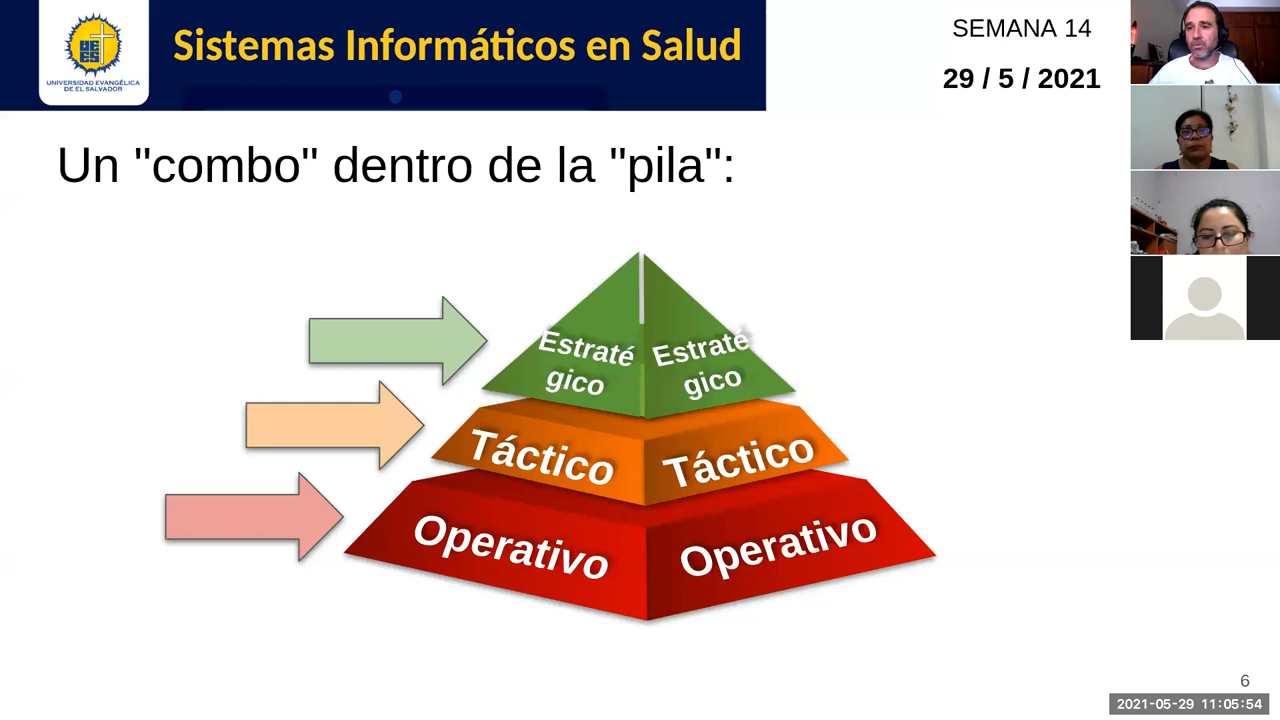 Sistemas Informáticos en Salud
UNIVERSIDAD EVANGÉLICA
DE EL SALVADOR
SEMANA 14
29 / 5 / 2021
Un "combo" dentro de la "pila":
Estraté
gico
Estraté
gico
Táctico
Táctico
Operativo
Operativo
6
2021-05-29 11:05:54